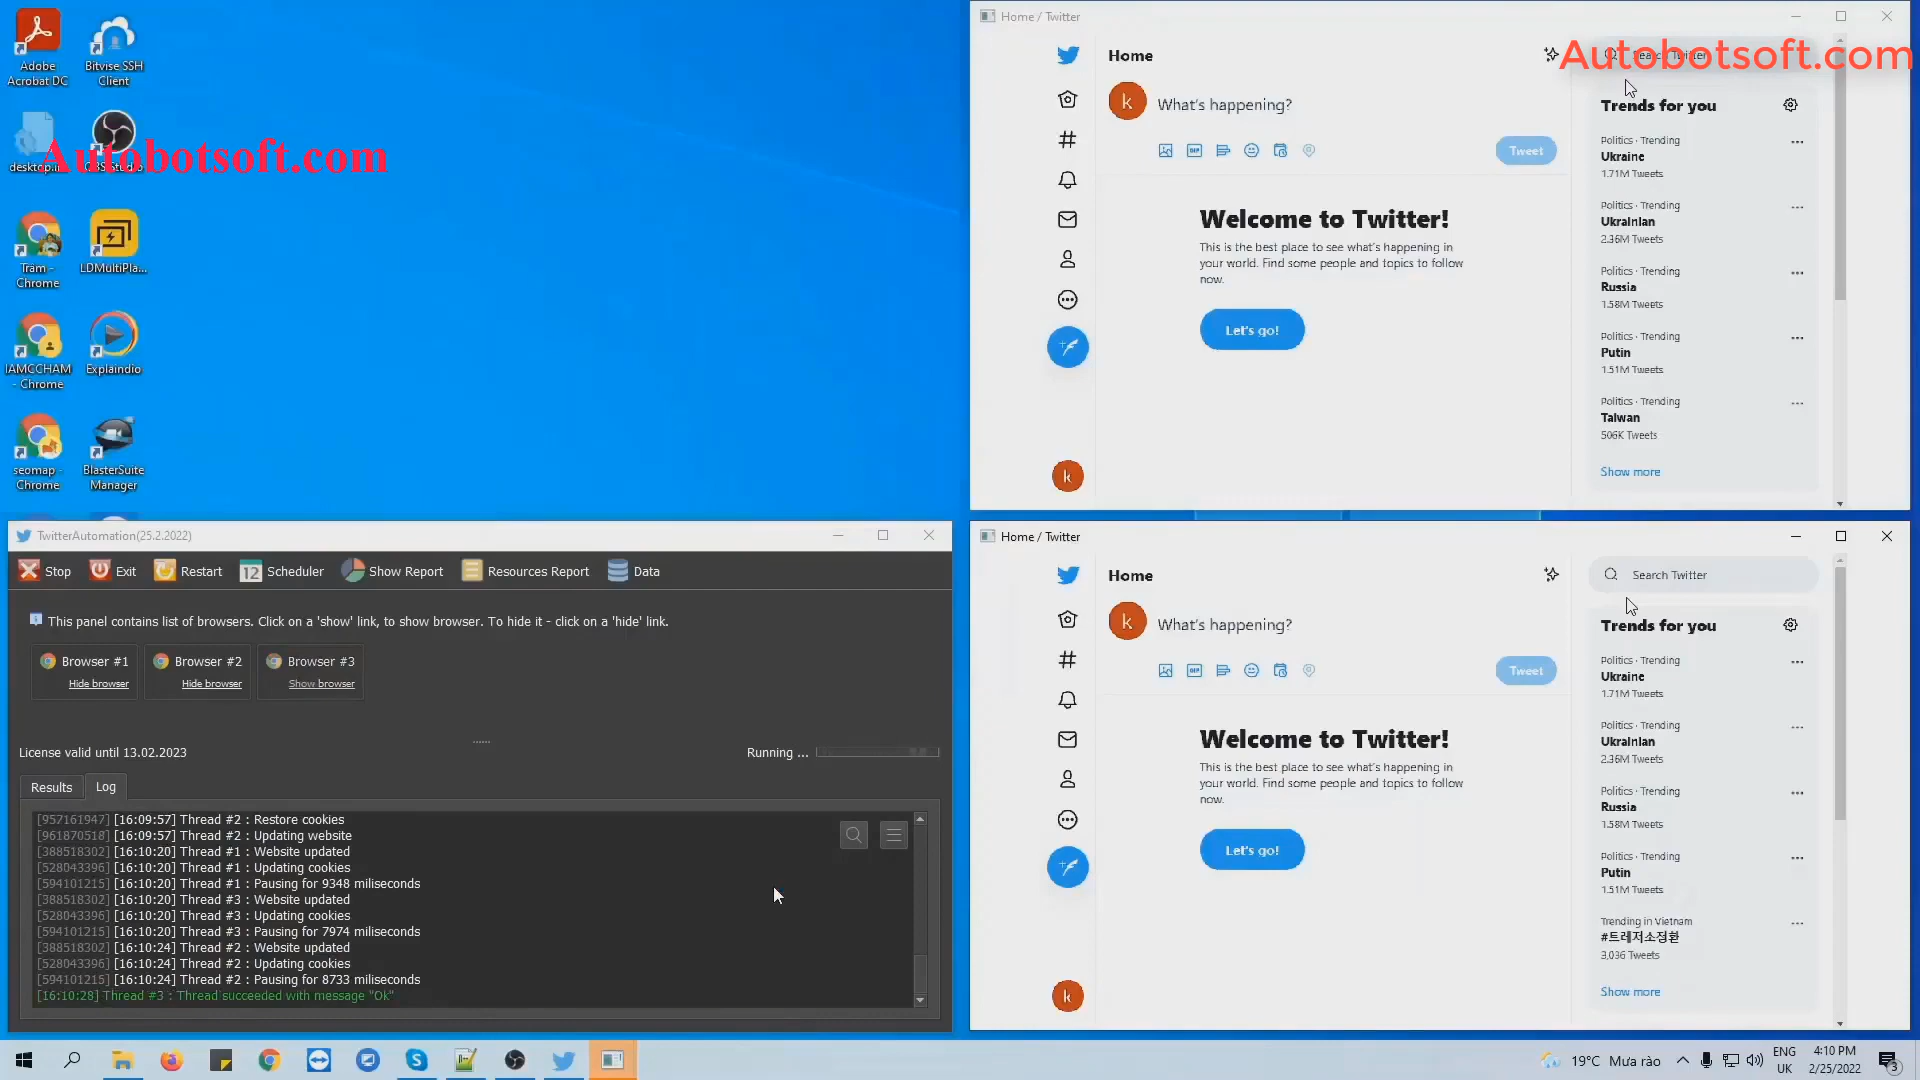 Adobe
Acrobat DC
Bitvise SSH
Client
Autobotsoft.com
Trâm -
Chrome
LDMultiPla...
IAMCCHAM
- Chrome
Explaindio
seomap -
Chrome
BlasterSuite
Manager
Home / Twitter
Home
Autobotsoft.com
k
What's happening?
GIF
Tweet
Welcome to Twitter!
This is the best place to see what's happening in
your world. Find some people and topics to follow
now.
Let's go!
k
Trends for you
Politics · Trending
Ukraine
1.71M Tweets
Politics · Trending
Ukrainian
2.36M Tweets
Politics · Trending
Russia
1.58M Tweets
Politics · Trending
Putin
1.51M Tweets
Politics · Trending
Taiwan
506K Tweets
Show more
TwitterAutomation(25.2.2022)
Stop
Exit
Restart
12
Scheduler
Show Report
Resources Report
Data
This panel contains list of browsers. Click on a 'show' link, to show browser. To hide it - click on a 'hide' link.
Browser #1
Hide browser
Browser #2
Hide browser
Browser #3
Show browser
License valid until 13.02.2023
Running ...
Results
Log
[957161947] [16:09:57] Thread #2 : Restore cookies
[961870518] [16:09:57] Thread #2 : Updating website
[388518302] [16:10:20] Thread #1 : Website updated
[528043396] [16:10:20] Thread #1 : Updating cookies
[594101215] [16:10:20] Thread #1 : Pausing for 9348 miliseconds
[388518302] [16:10:20] Thread #3 : Website updated
[528043396] [16:10:20] Thread #3 : Updating cookies
[594101215] [16:10:20] Thread #3 : Pausing for 7974 miliseconds
[388518302] [16:10:24] Thread #2 : Website updated
[528043396] [16:10:24] Thread #2 : Updating cookies
[594101215] [16:10:24] Thread #2 : Pausing for 8733 miliseconds
[16:10:28] Thread #3 : Thread succeeded with message "Ok"
Home / Twitter
Home
Search Twitter
k
What's happening?
GIF
Tweet
Welcome to Twitter!
This is the best place to see what's happening in
your world. Find some people and topics to follow
now.
Let's go!
k
Trends for you
Politics · Trending
Ukraine
1.71M Tweets
Politics · Trending
Ukrainian
2.36M Tweets
Politics · Trending
Russia
1.58M Tweets
Politics · Trending
Putin
1.51M Tweets
Trending in Vietnam
#트레저소정환
3,036 Tweets
Show more
19°C Mưa rào
ENG
UK
4:10 PM
2/25/2022
3